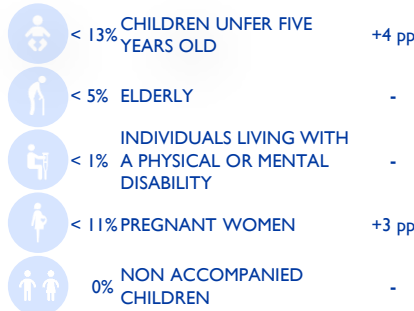 < 13% CHILDREN UNFER FIVE YEARS OLD +4 pp
< 5% ELDERLY -
< 1% INDIVIDUALS LIVING WITH A PHYSICAL OR MENTAL DISABILITY -
< 11% PREGNANT WOMEN +3 pp
0% NON ACCOMPANIED CHILDREN -